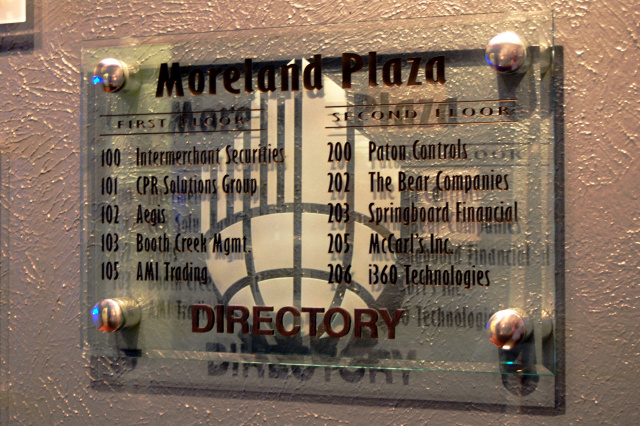 Moreland Plaza
FIRST FLOOR
100 Intermerchant Securities
101 CPR Solutions Group
102 Aegis
103 Booth Creek Mgmt.
105 AMI Trading
SECOND FLOOR
200 Paton Controls
202 The Bear Companies
203 Springboard Financial
205 McCarl's Inc.
206 i360 Technologies
DIRECTORY